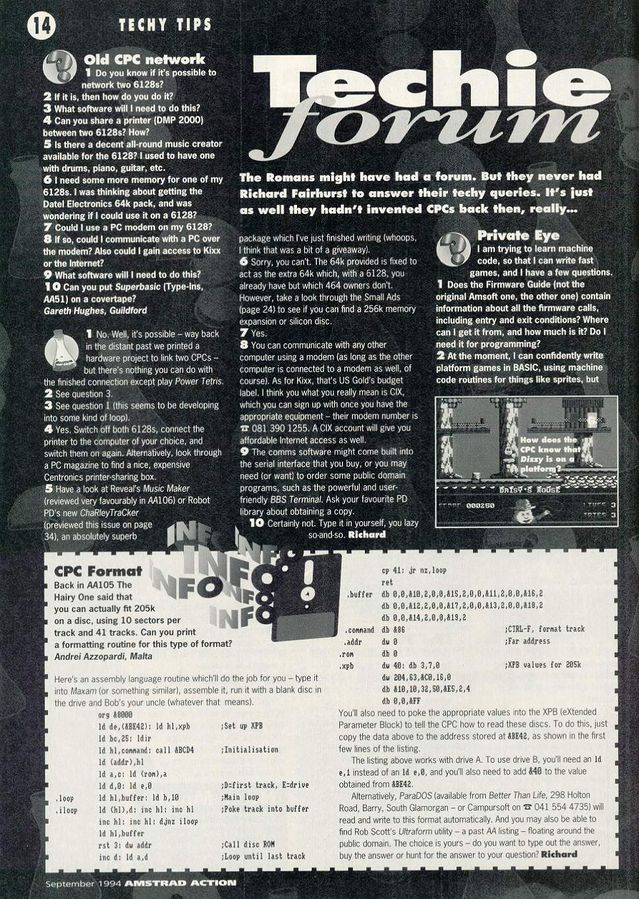 14
TECHY TIPS
Old CPC network
1 Do you know if it's possible to
network two 6128s?
2 If it is, then how do you do it?
3 What software will I need to do this?
4 Can you share a printer (DMP 2000)
between two 6128s? How?
5 Is there a decent all-round music creator
available for the 6128? I used to have one
with drums, piano, guitar, etc.
6 I need some more memory for one of my
6128s. I was thinking about getting the
Datel Electronics 64k pack, and was
wondering if I could use it on a 6128?
7 Could I use a PC modem on my 6128?
8 If so, could I communicate with a PC over
the modem? Also could I gain access to Kixx
or the Internet?
9 What software will I need to do this?
10 Can you put Superbasic (Type-Ins,
AA51) on a covertape?
Gareth Hughes, Guildford
1 No. Well, it's possible – way back
in the distant past we printed a
hardware project to link two CPCs –
but there's nothing you can do with
the finished connection except play Power Tetris.
2 See question 3.
3 See question 1 (this seems to be developing
into some kind of loop).
4 Yes. Switch off both 6128s, connect the
printer to the computer of your choice, and
switch them on again. Alternatively, look through
a PC magazine to find a nice, expensive
Centronics printer-sharing box.
5 Have a look at Reveal's Music Maker
(reviewed very favourably in AA106) or Robot
PD's new ChaRleyTraCker
(previewed this issue on page
34), an absolutely superb
Techie
forum
The Romans might have had a forum. But they never had
Richard Fairhurst to answer their techy queries. It's just
as well they hadn't invented CPCs back then, really...
package which I've just finished writing (whoops,
I think that was a bit of a giveaway).
6 Sorry, you can't. The 64k provided is fixed to
act as the extra 64k which, with a 6128, you
already have but which 464 owners don't.
However, take a look through the Small Ads
(page 24) to see if you can find a 256k memory
expansion or silicon disc.
7 Yes.
8 You can communicate with any other
computer using a modem (as long as the other
computer is connected to a modem as well, of
course). As for Kixx, that's US Gold's budget
label. I think you what you really mean is CIX,
which you can sign up with once you have the
appropriate equipment – their modem number is
☎ 081 390 1255. A CIX account will give you
affordable Internet access as well.
9 The comms software might come built into
the serial interface that you buy, or you may
need (or want) to order some public domain
programs, such as the powerful and user-
friendly BBS Terminal. Ask your favourite PD
library about obtaining a copy.
10 Certainly not. Type it in yourself, you lazy
so-and-so. Richard
Private Eye
I am trying to learn machine
code, so that I can write fast
games, and I have a few questions.
1 Does the Firmware Guide (not the
original Amsoft one, the other one) contain
information about all the firmware calls,
including entry and exit conditions? Where
can I get it from, and how much is it? Do I
need it for programming?
2 At the moment, I can confidently write
platform games in BASIC, using machine
code routines for things like sprites, but
How does the
CPC know that
Dizzy is on a
platform?
DAISY'S HOUSE
SCORE 000250
LIVES 3
INFO
INFO
INFO
INFO
INFO
CPC Format
Back in AA105 The
Hairy One said that
you can actually fit 205k
on a disc, using 10 sectors per
track and 41 tracks. Can you print
a formatting routine for this type of format?
Andrei Azzopardi, Malta
Here's an assembly language routine which'll do the job for you – type it
into Maxam (or something similar), assemble it, run it with a blank disc in
the drive and Bob's your uncle (whatever that means).
org &8000
ld de,(&BE42): ld hl,xpb ;Set up XPB
ld bc,25: ldir
ld hl,command: call &BCD4 ;Initialisation
ld (addr),hl
ld a,c: ld (rom),a
ld d,0: ld e,0 ;D=first track, E=drive
.loop ld hl,buffer: ld b,10 ;Main loop
.iloop ld (hl),d: inc hl: inc hl ;Poke track into buffer
inc hl: inc hl: djnz iloop
ld hl,buffer
rst 3: dw addr ;Call disc ROM
inc d: ld a,d ;Loop until last track
cp 41: jr nz,loop
ret
.buffer db 0,0,&10,2,0,0,&15,2,0,0,&11,2,0,0,&16,2
db 0,0,&12,2,0,0,&17,2,0,0,&13,2,0,0,&18,2
db 0,0,&14,2,0,0,&19,2
.command db &86 ;CTRL-F, format track
.addr dw 0 ;Far address
.rom db 0
.xpb dw 40: db 3,7,0 ;XPB values for 205k
dw 204,63,&C0,16,0
db &10,10,32,50,&E5,2,4
db 0,0,&FF
You'll also need to poke the appropriate values into the XPB (eXtended
Parameter Block) to tell the CPC how to read these discs. To do this, just
copy the data above to the address stored at &BE42, as shown in the first
few lines of the listing.
The listing above works with drive A. To use drive B, you'll need an ld
e,1 instead of an ld e,0, and you'll also need to add &40 to the value
obtained from &BE42.
Alternatively, ParaDOS (available from Better Than Life, 298 Holton
Road, Barry, South Glamorgan – or Campursoft on ☎ 041 554 4735) will
read and write to this format automatically. And you may also be able to
find Rob Scott's Ultraform utility – a past AA listing – floating around the
public domain. The choice is yours – do you want to type out the answer,
buy the answer or hunt for the answer to your question? Richard
September 1994 AMSTRAD ACTION